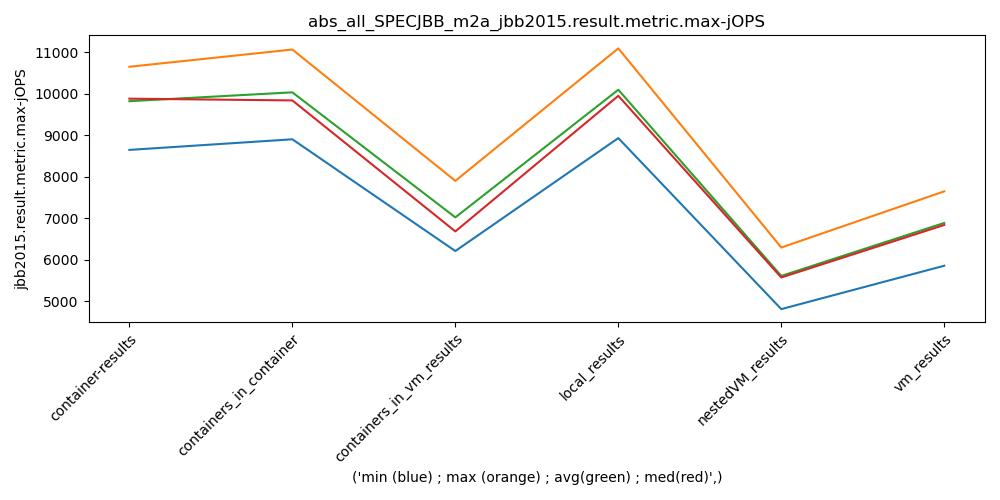 abs_all_SPECJBB_m2a_jbb2015.result.metric.max-jOPS
jbb2015.result.metric.max-jOPS
11000
10000
9000
8000
7000
6000
5000
container-results
containers_in_container
containers_in_vm_results
local_results
nestedVM_results
vm_results
('min (blue) ; max (orange) ; avg(green) ; med(red)',)